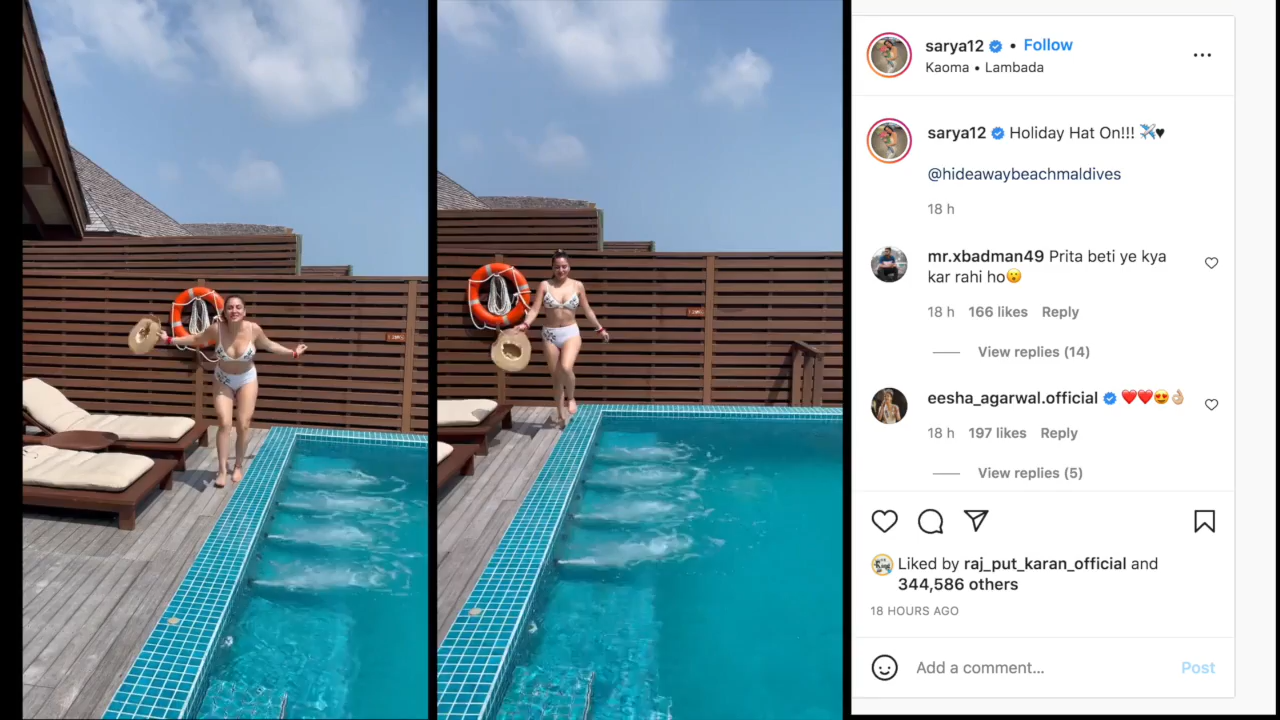 sarya12 • Follow
Kaoma • Lambada
sarya12 Holiday Hat On!!! ✈️♥
@hideawaybeachmaldives
18 h
mr.xbadman49 Prita beti ye kya
kar rahi ho😮
18 h 166 likes Reply
View replies (14)
eesha_agarwal.official ❤️❤️😍👌🏼
18 h 197 likes Reply
View replies (5)
Liked by raj_put_karan_official and
344,586 others
18 HOURS AGO
Add a comment... Post